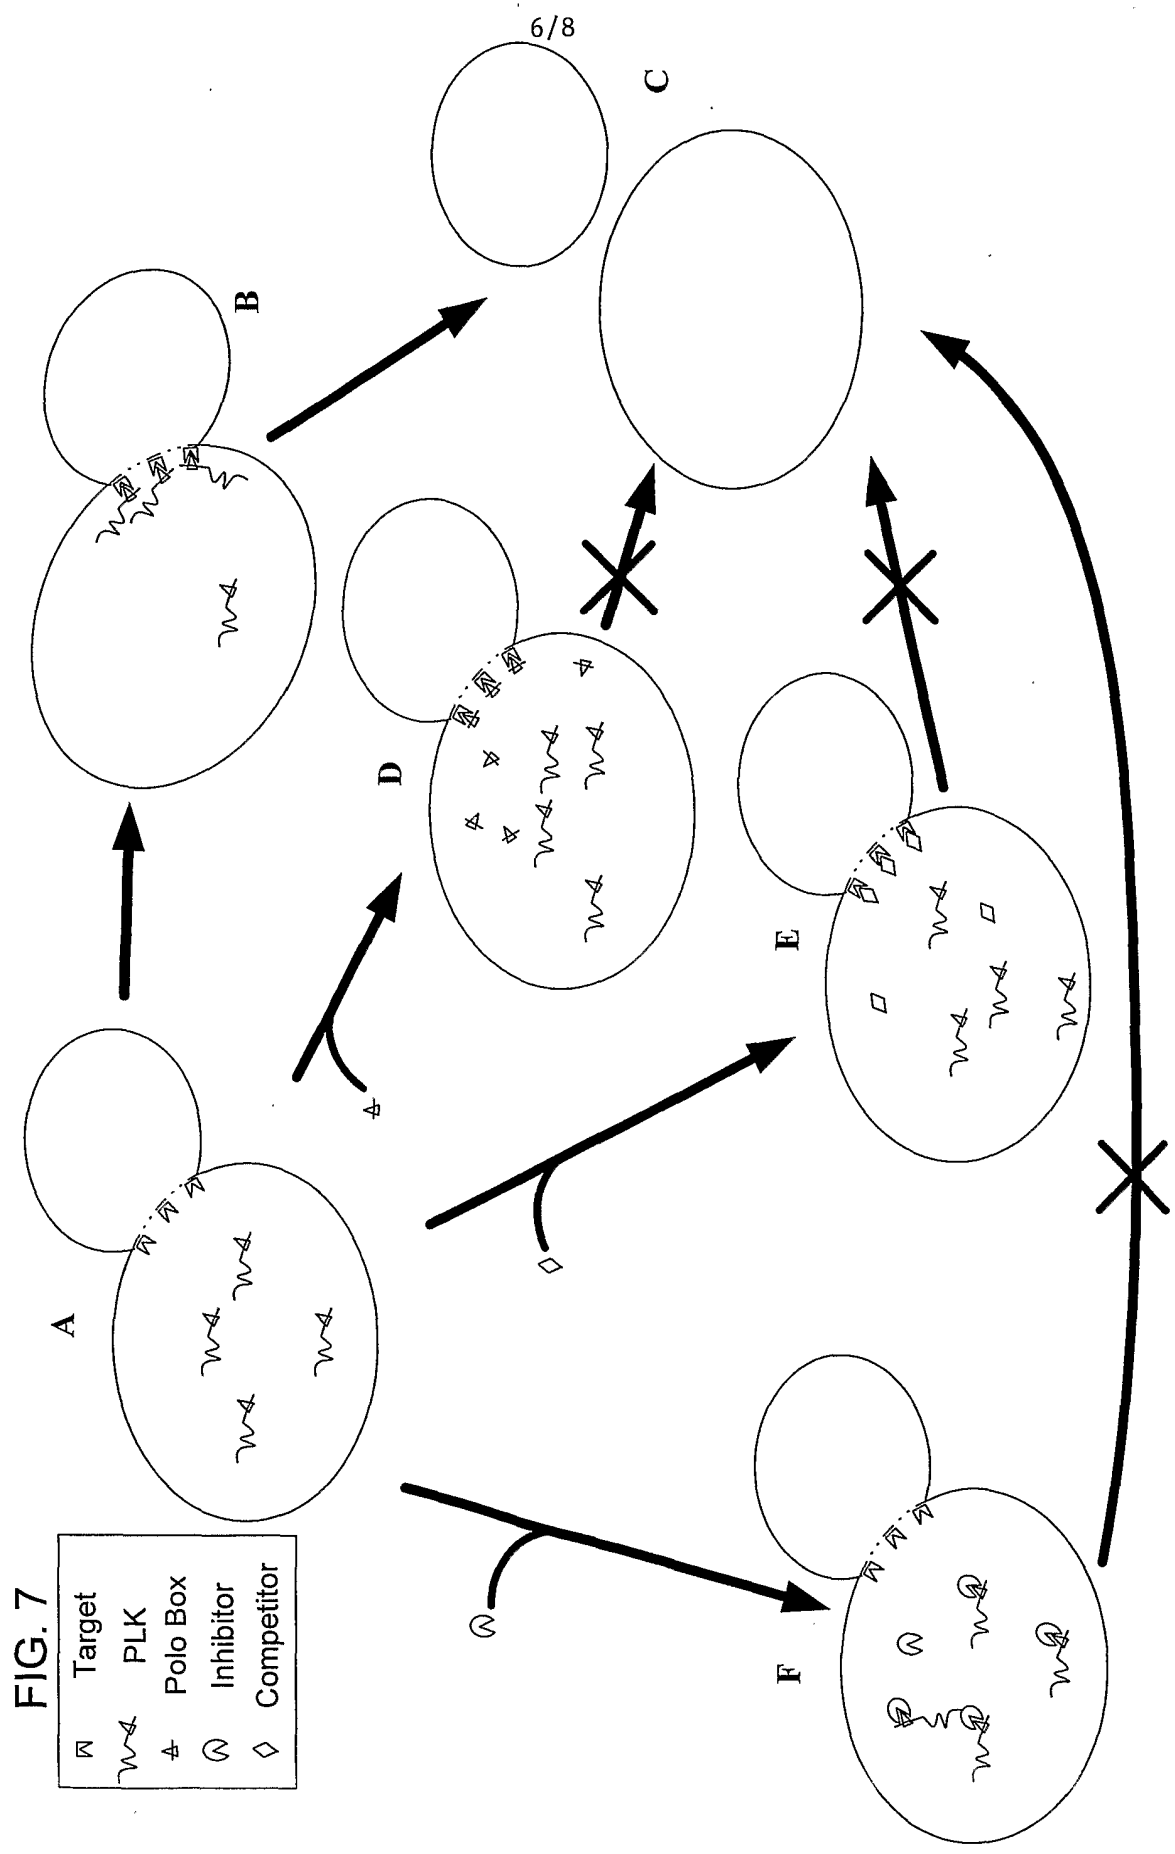 6/8
FIG. 7
Target
PLK
Polo Box
Inhibitor
Competitor
A
B
C
D
E
F